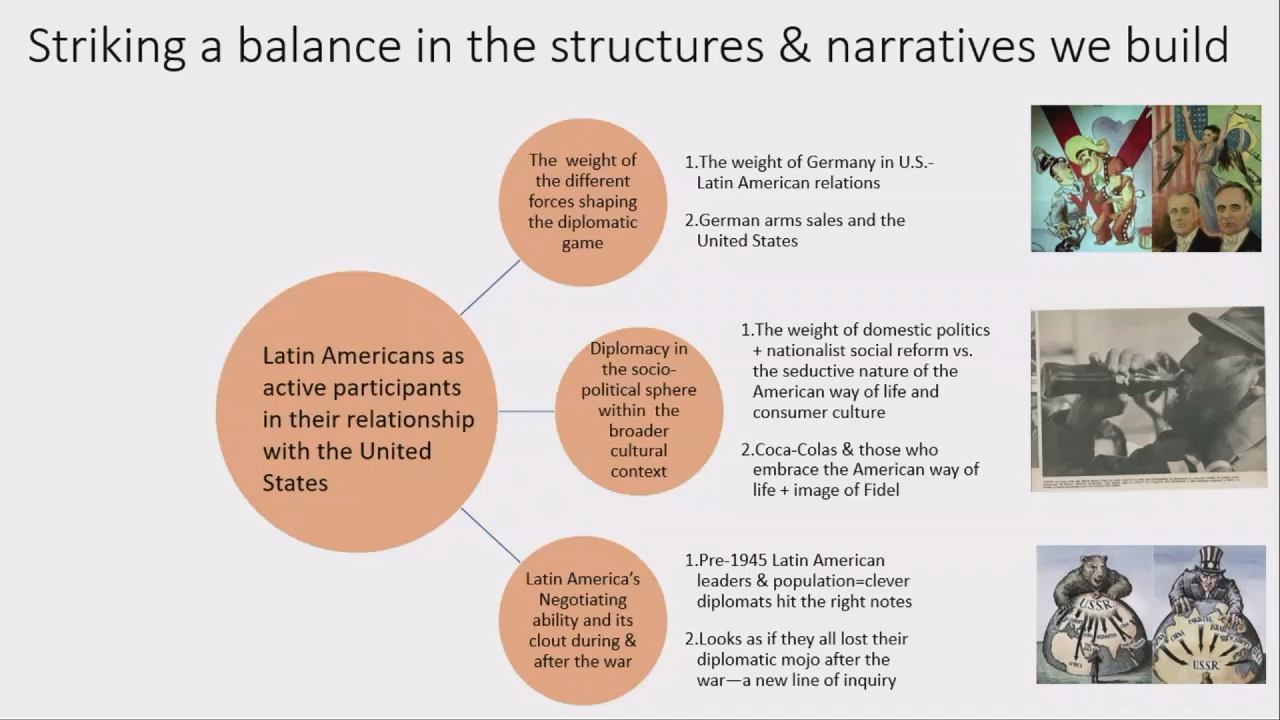 Striking a balance in the structures & narratives we build
The weight of
the different
forces shaping
the diplomatic
game
1.The weight of Germany in U.S.-
Latin American relations
2.German arms sales and the
United States
Latin Americans as
active participants
in their relationship
with the United
States
Diplomacy in
the socio-
political sphere
within the
broader
cultural
context
1.The weight of domestic politics
+ nationalist social reform vs.
the seductive nature of the
American way of life and
consumer culture
2.Coca-Colas & those who
embrace the American way of
life + image of Fidel
Latin America’s
Negotiating
ability and its
clout during &
after the war
1.Pre-1945 Latin American
leaders & population=clever
diplomats hit the right notes
2.Looks as if they all lost their
diplomatic mojo after the
war—a new line of inquiry
U.S.S.R.
AFRICA
PAKISTAN
ISRAEL
CHINA
U.S.S.R.